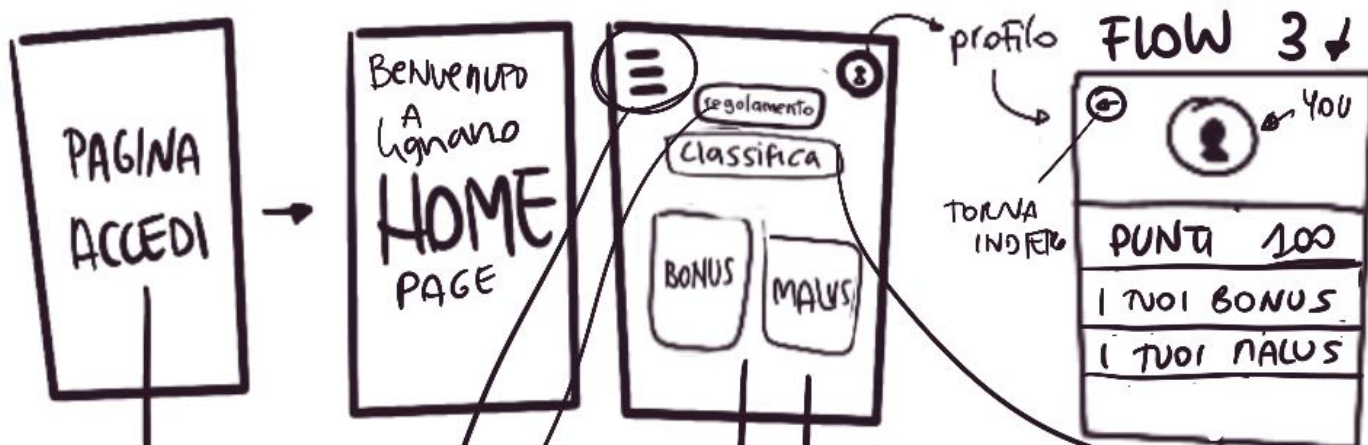 PAGINA
ACCEDI
BENVENUTO
A
Lignano
HOME
PAGE
regolamento
Classifica
BONUS
MALUS
profilo
FLOW 3
YOU
TORNA
INDIETRO
PUNTI 100
I TUOI BONUS
I TUOI MALUS